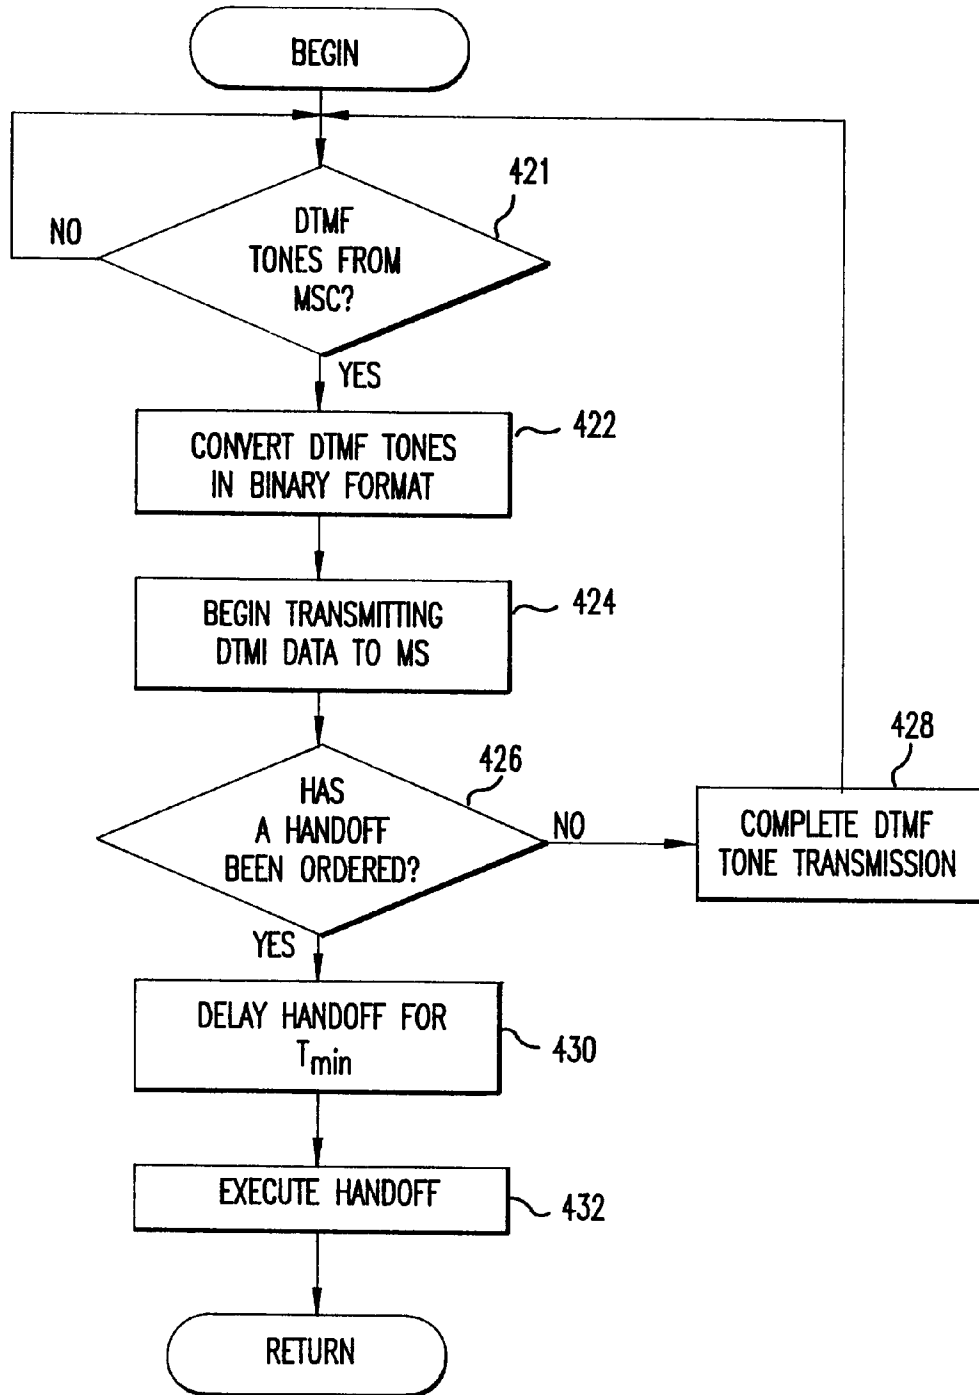 BEGIN
421
DTMF
TONES FROM
MSC?
NO
YES
422
CONVERT DTMF TONES
IN BINARY FORMAT
424
BEGIN TRANSMITTING
DTMI DATA TO MS
426
HAS
A HANDOFF
BEEN ORDERED?
NO
428
COMPLETE DTMF
TONE TRANSMISSION
YES
DELAY HANDOFF FOR
Tmin
430
EXECUTE HANDOFF
432
RETURN